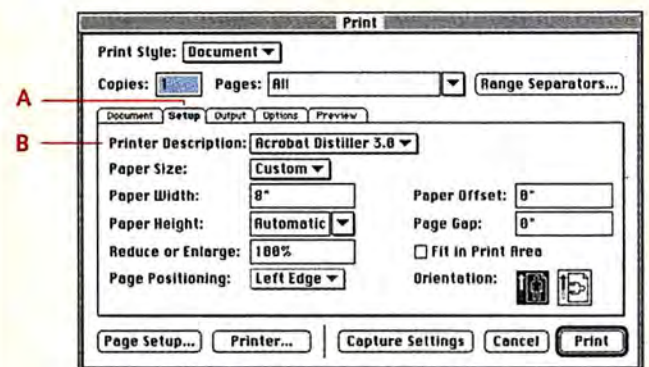 Print
Print Style: Document
Copies: 1 Pages: All Range Separators...
A
Document Setup Output Options Preview
B
Printer Description: Acrobat Distiller 3.0
Paper Size: Custom
Paper Width: 8" Paper Offset: 0"
Paper Height: Automatic Page Gap: 0"
Reduce or Enlarge: 100% Fit in Print Area
Page Positioning: Left Edge Orientation:
Page Setup... Printer... Capture Settings Cancel Print